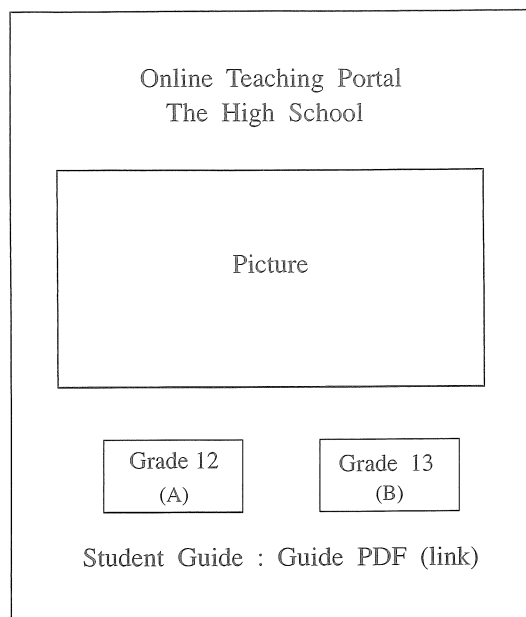 Online Teaching Portal
The High School
Picture
Grade 12
(A)
Grade 13
(B)
Student Guide : Guide PDF (link)